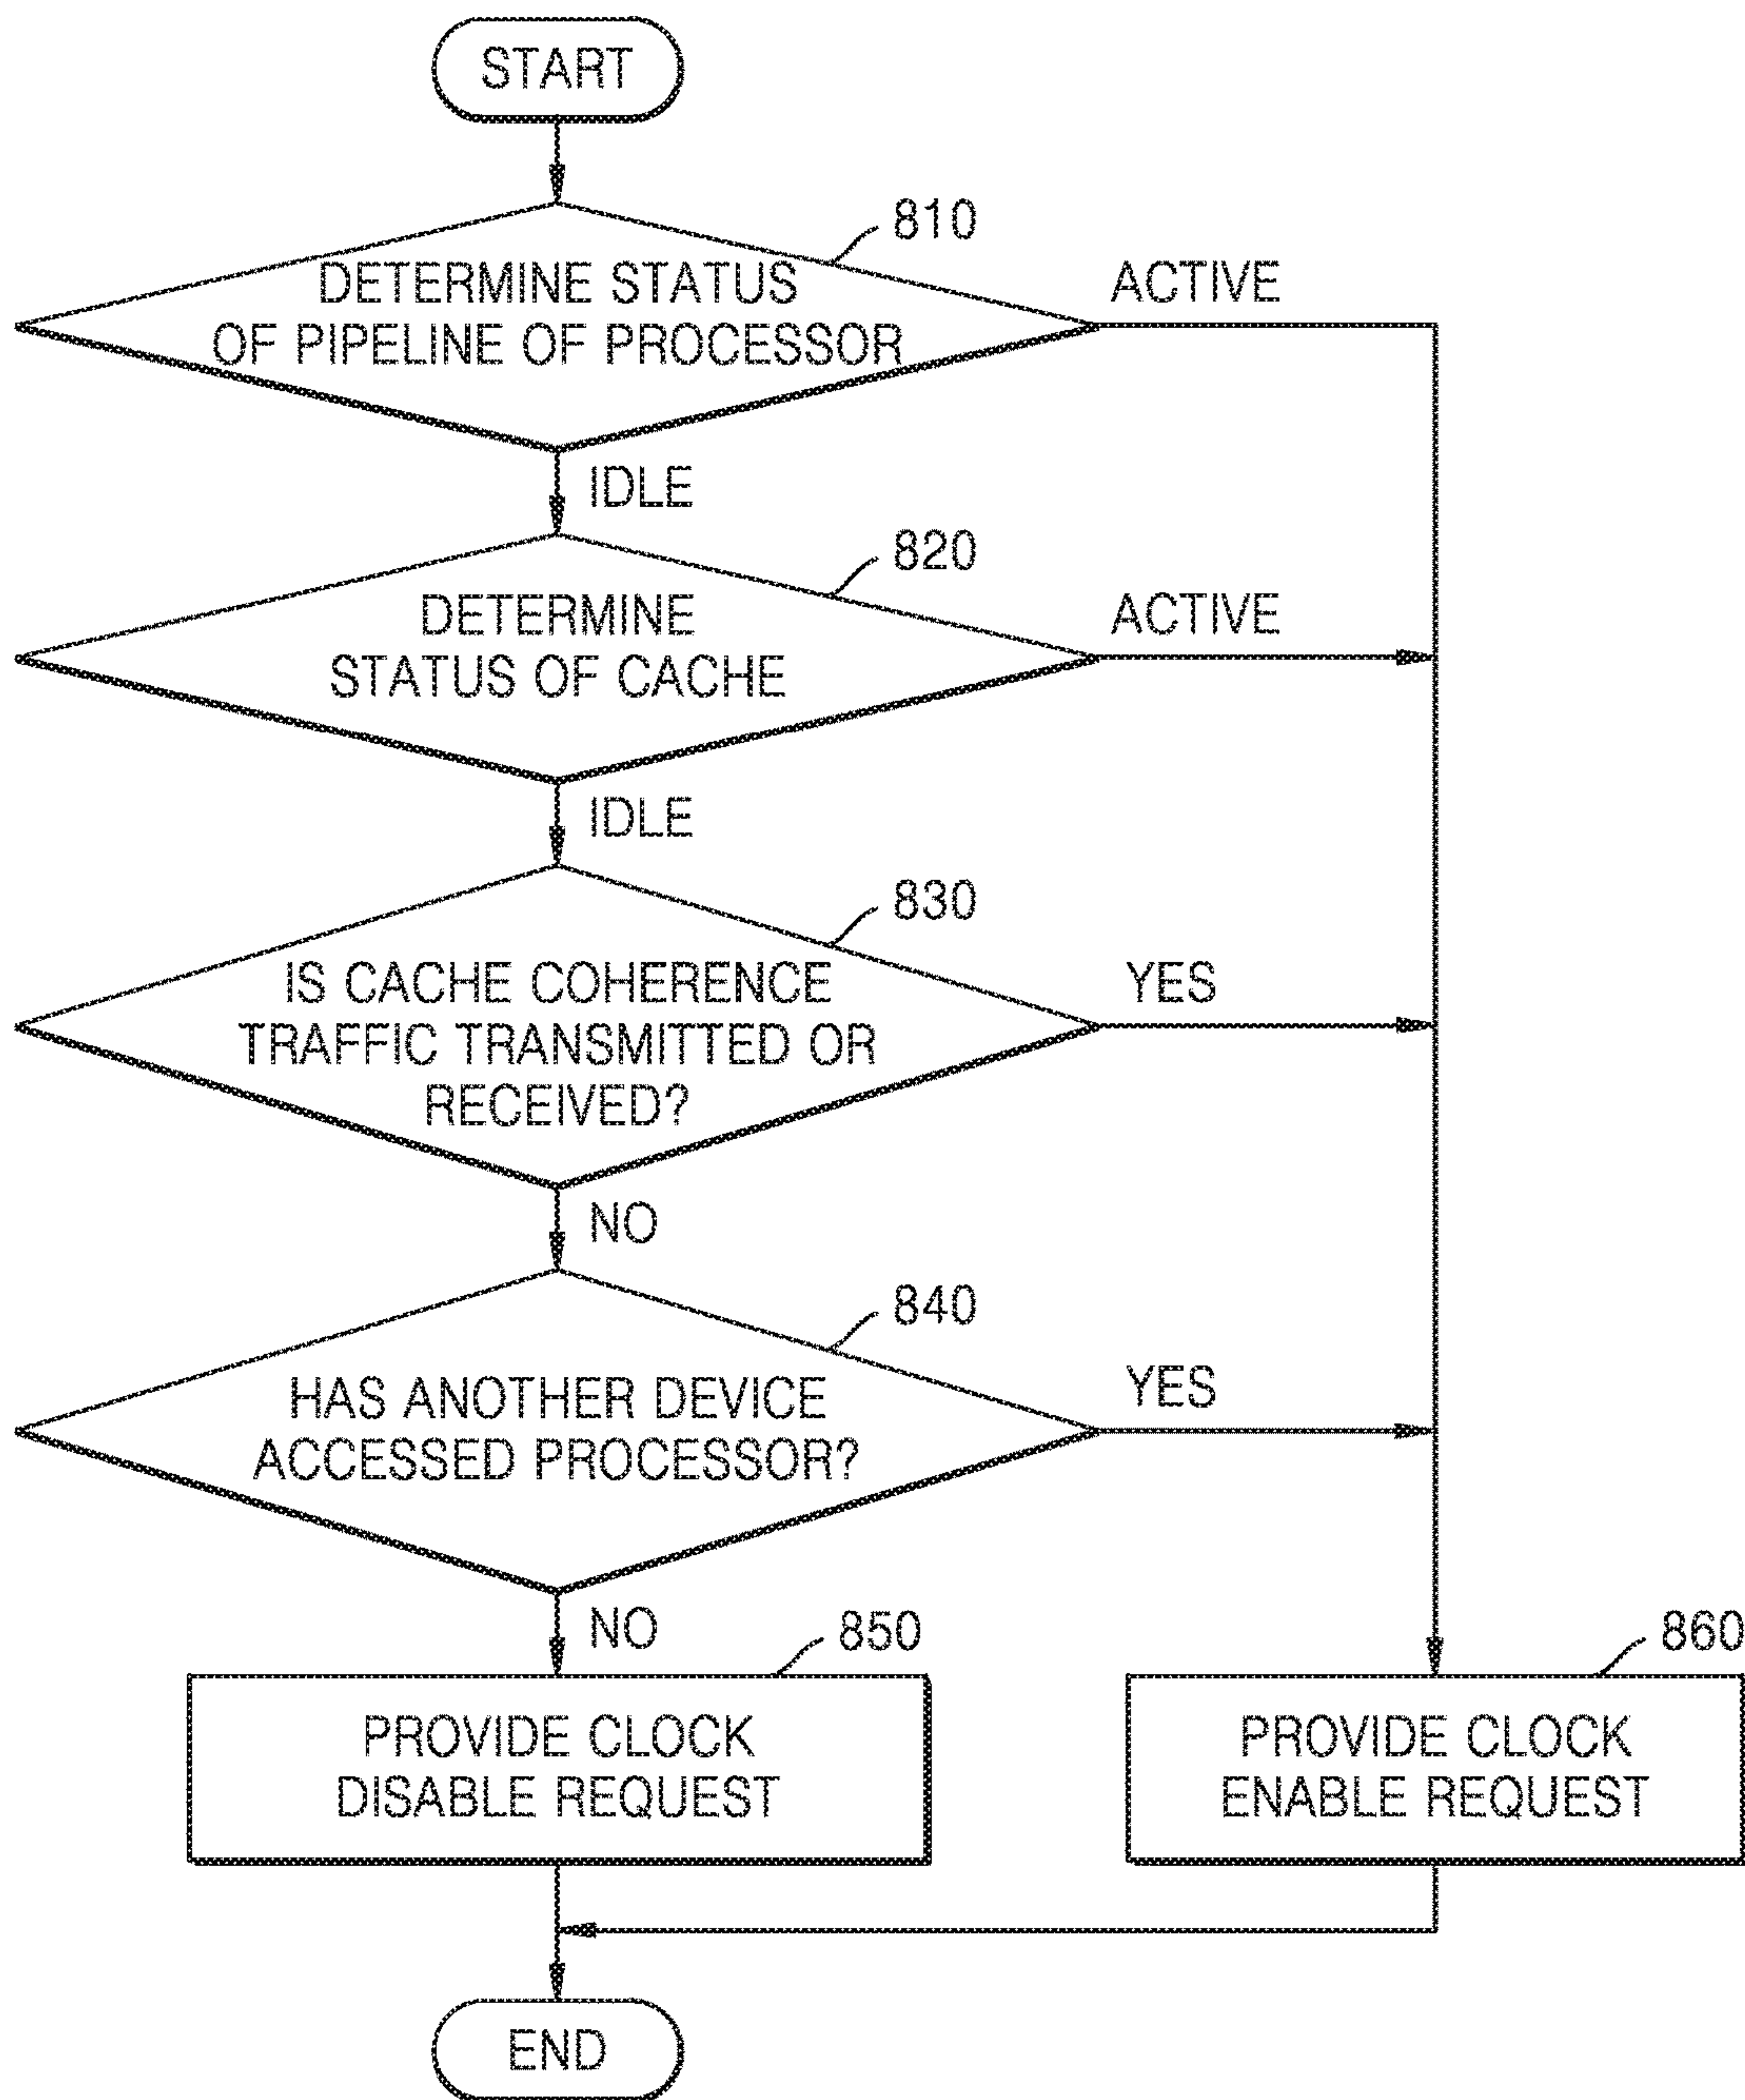 START
810
DETERMINE STATUS
OF PIPELINE OF PROCESSOR
ACTIVE
IDLE
820
DETERMINE
STATUS OF CACHE
ACTIVE
IDLE
830
IS CACHE COHERENCE
TRAFFIC TRANSMITTED OR
RECEIVED?
YES
NO
840
HAS ANOTHER DEVICE
ACCESSED PROCESSOR?
YES
NO
850
PROVIDE CLOCK
DISABLE REQUEST
860
PROVIDE CLOCK
ENABLE REQUEST
END